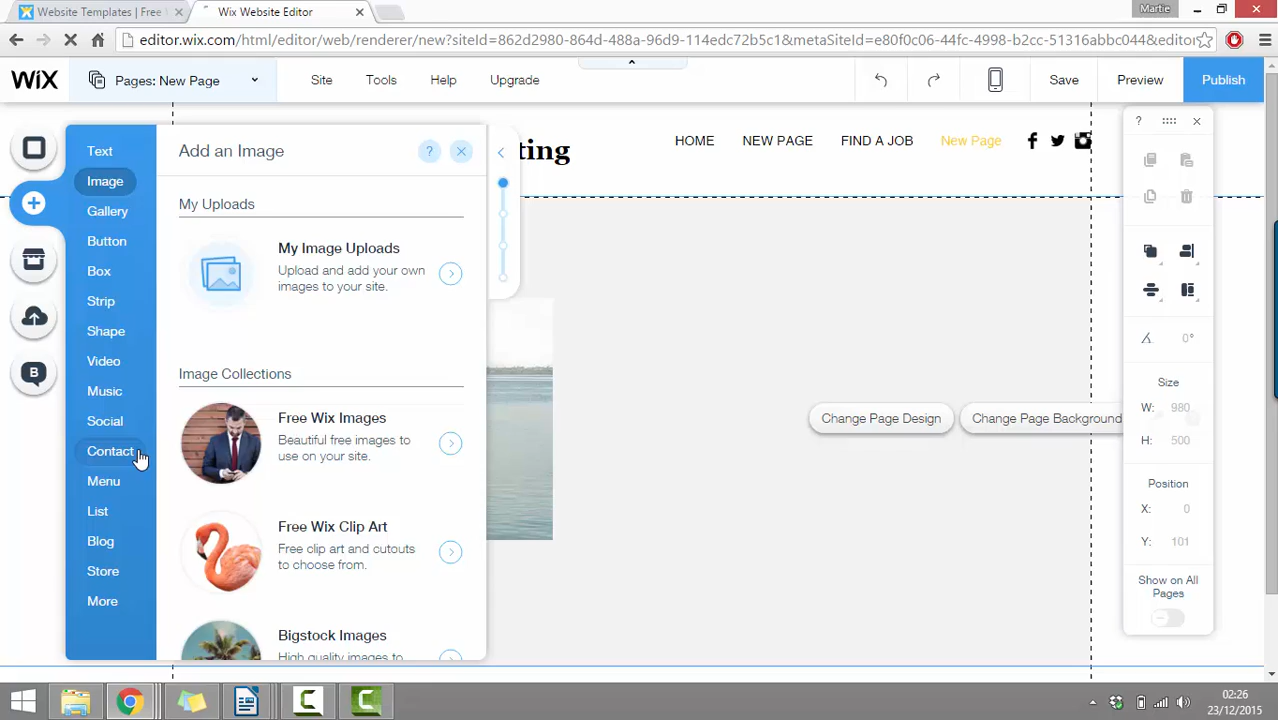 Website Templates | Free
Wix Website Editor
Martie
editor.wix.com/html/editor/web/renderer/new?siteId=862d2980-864d-488a-96d9-114edc72b5c1&metaSiteId=e80f0c06-44fc-4998-b2cc-51316abbc044&editor
WiX
Pages: New Page
Site
Tools
Help
Upgrade
Save
Preview
Publish
Text
Image
Gallery
Button
Box
Strip
Shape
Video
Music
Social
Contact
Menu
List
Blog
Store
More
Add an Image
?
My Uploads
My Image Uploads
Upload and add your own
images to your site.
Image Collections
Free Wix Images
Beautiful free images to
use on your site.
Free Wix Clip Art
Free clip art and cutouts
to choose from.
Bigstock Images
High quality images to
ting
HOME
NEW PAGE
FIND A JOB
New Page
Change Page Design
Change Page Background
?
0°
Size
W: 980
H: 500
Position
X: 0
Y: 101
Show on All
Pages
B
02:26
23/12/2015